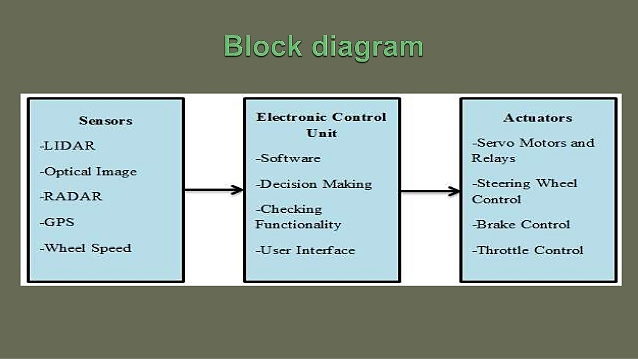 Block diagram
Sensors
-LIDAR
-Optical Image
-RADAR
-GPS
-Wheel Speed
Electronic Control
Unit
-Software
-Decision Making
-Checking
Functionality
-User Interface
Actuators
-Servo Motors and
Relays
-Steering Wheel
Control
-Brake Control
-Throttle Control